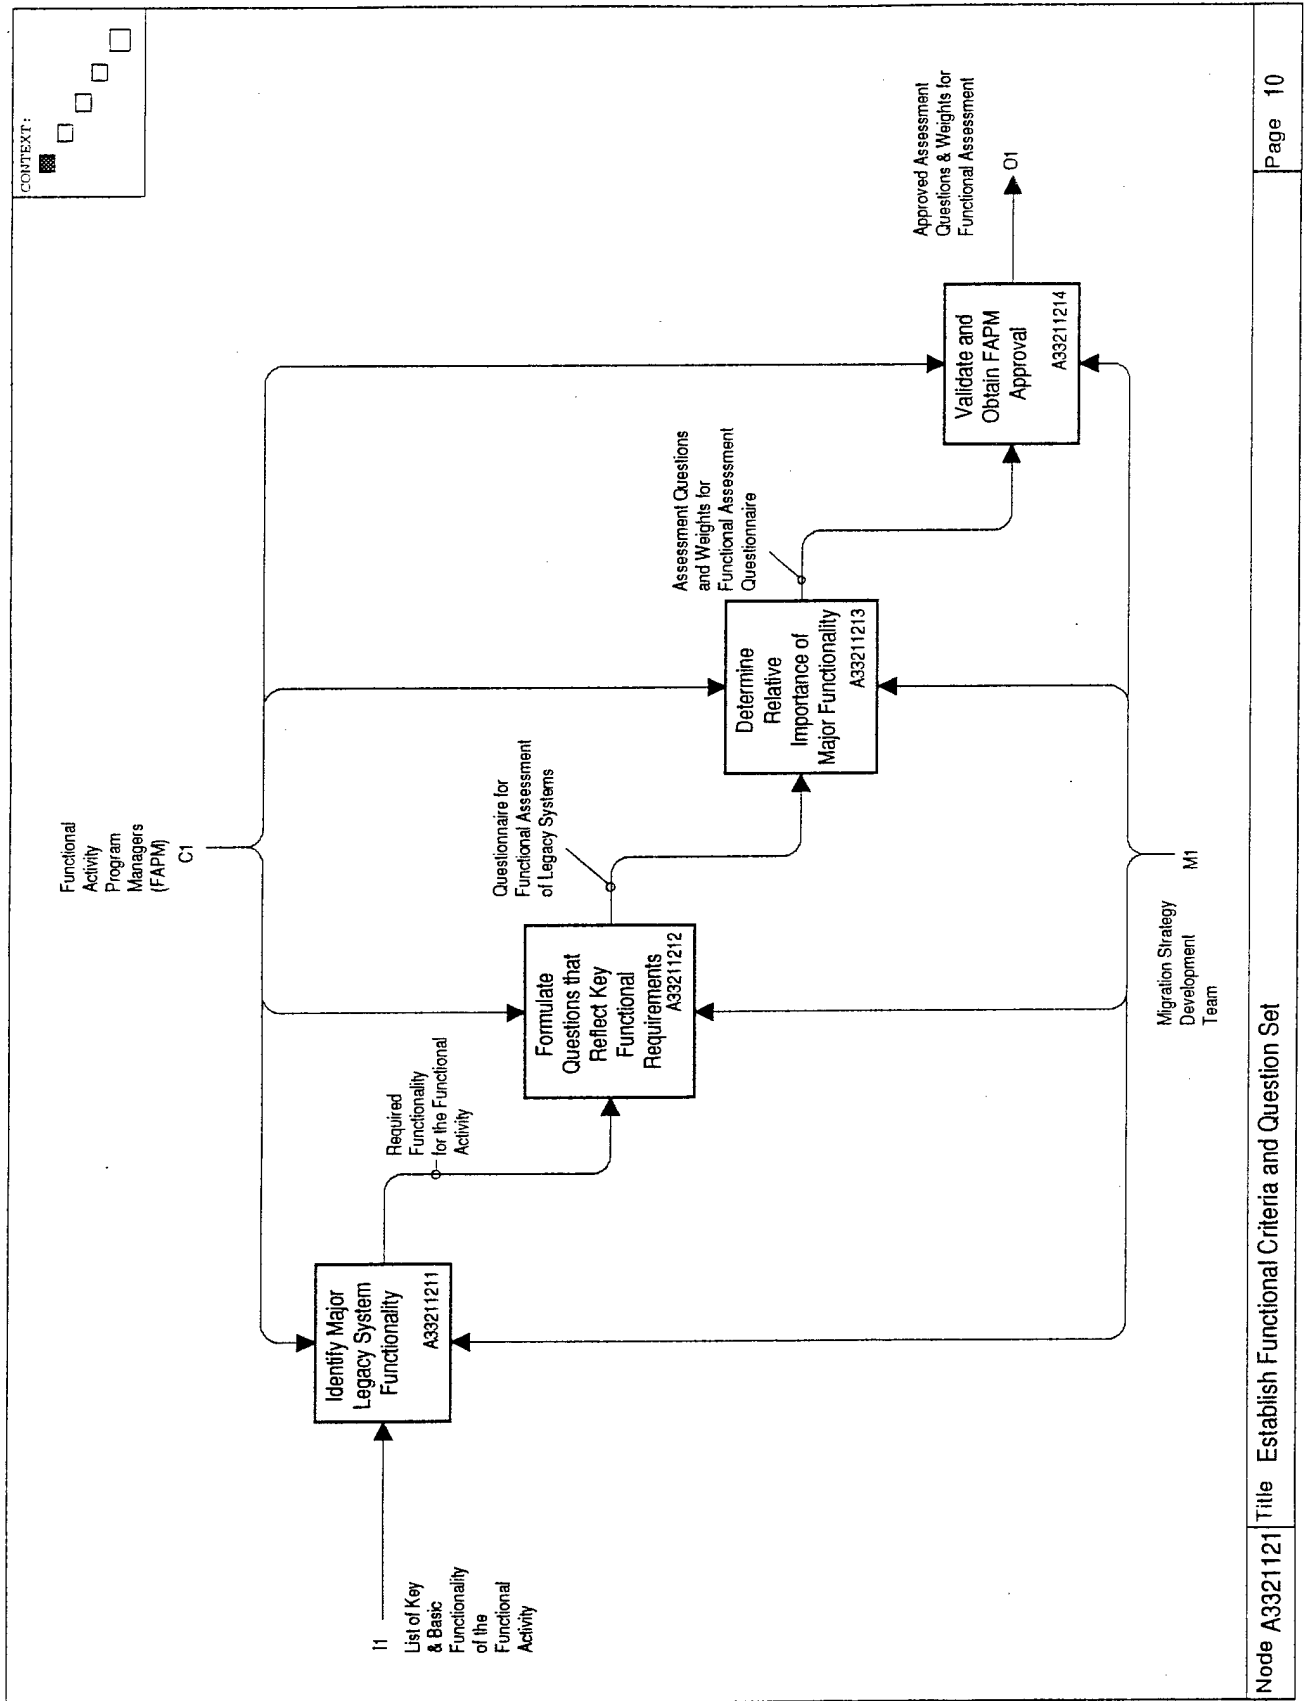 CONTEXT:
Functional
Activity
Program
Managers
(FAPM)
C1
I1
List of Key
& Basic
Functionality
of the
Functional
Activity
Identify Major
Legacy System
Functionality
A33211211
Required
Functionality
for the Functional
Activity
Formulate
Questions that
Reflect Key
Functional
Requirements
A33211212
Questionnaire for
Functional Assessment
of Legacy Systems
Determine
Relative
Importance of
Major Functionality
A33211213
Assessment Questions
and Weights for
Functional Assessment
Questionnaire
Validate and
Obtain FAPM
Approval
A33211214
Approved Assessment
Questions & Weights for
Functional Assessment
O1
Migration Strategy
Development
Team
M1
Node A3321121
Title Establish Functional Criteria and Question Set
Page 10